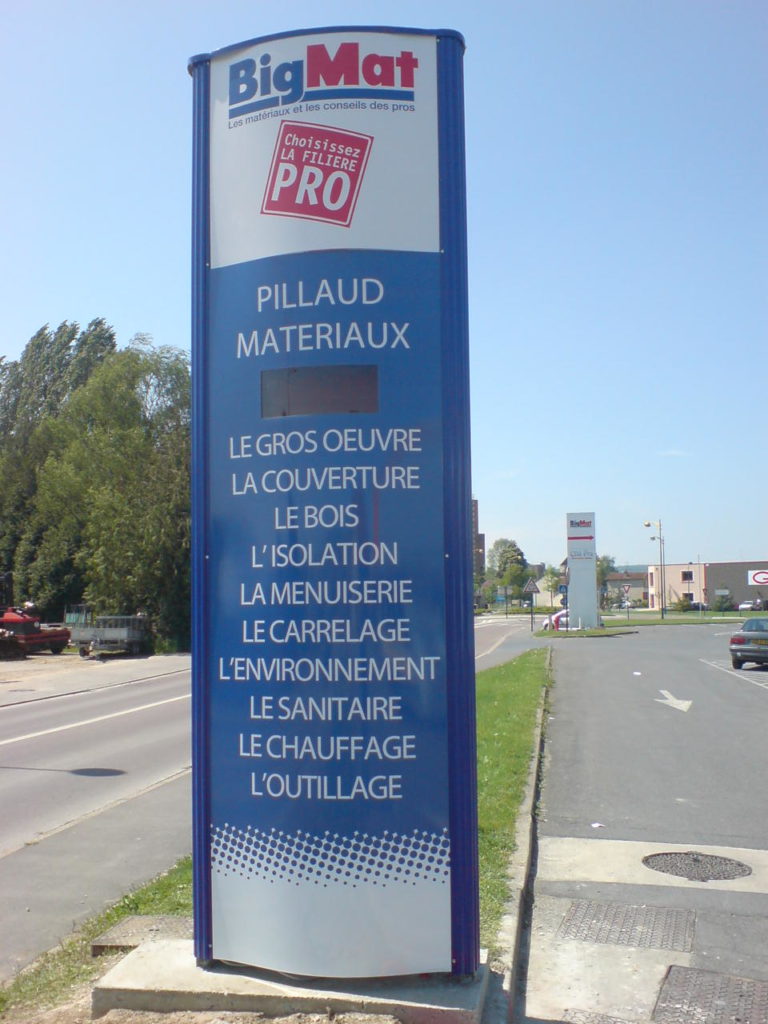 BigMat
Les matériaux et les conseils des pros
Choisissez
LA FILIERE
PRO
PILLAUD
MATERIAUX
LE GROS OEUVRE
LA COUVERTURE
LE BOIS
L'ISOLATION
LA MENUISERIE
LE CARRELAGE
L'ENVIRONNEMENT
LE SANITAIRE
LE CHAUFFAGE
L'OUTILLAGE
BigMat